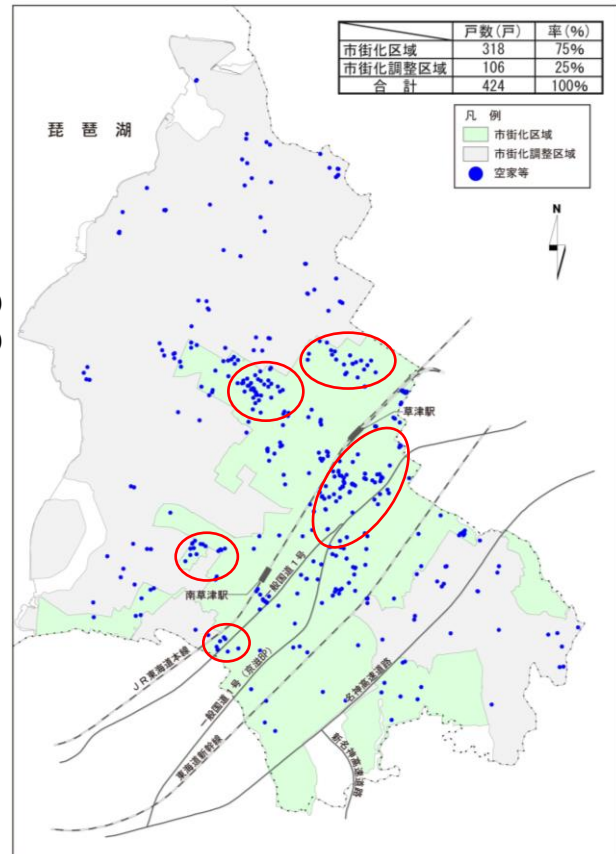 戸数(戸) 率(%)
市街化区域 318 75%
市街化調整区域 106 25%
合計 424 100%
琵琶湖
凡例
市街化区域
市街化調整区域
空家等
N
草津駅
南草津駅
一般国道1号
JR東海道本線
一般国道1号(京滋BP)
東海道新幹線
名神高速道路
新名神高速道路